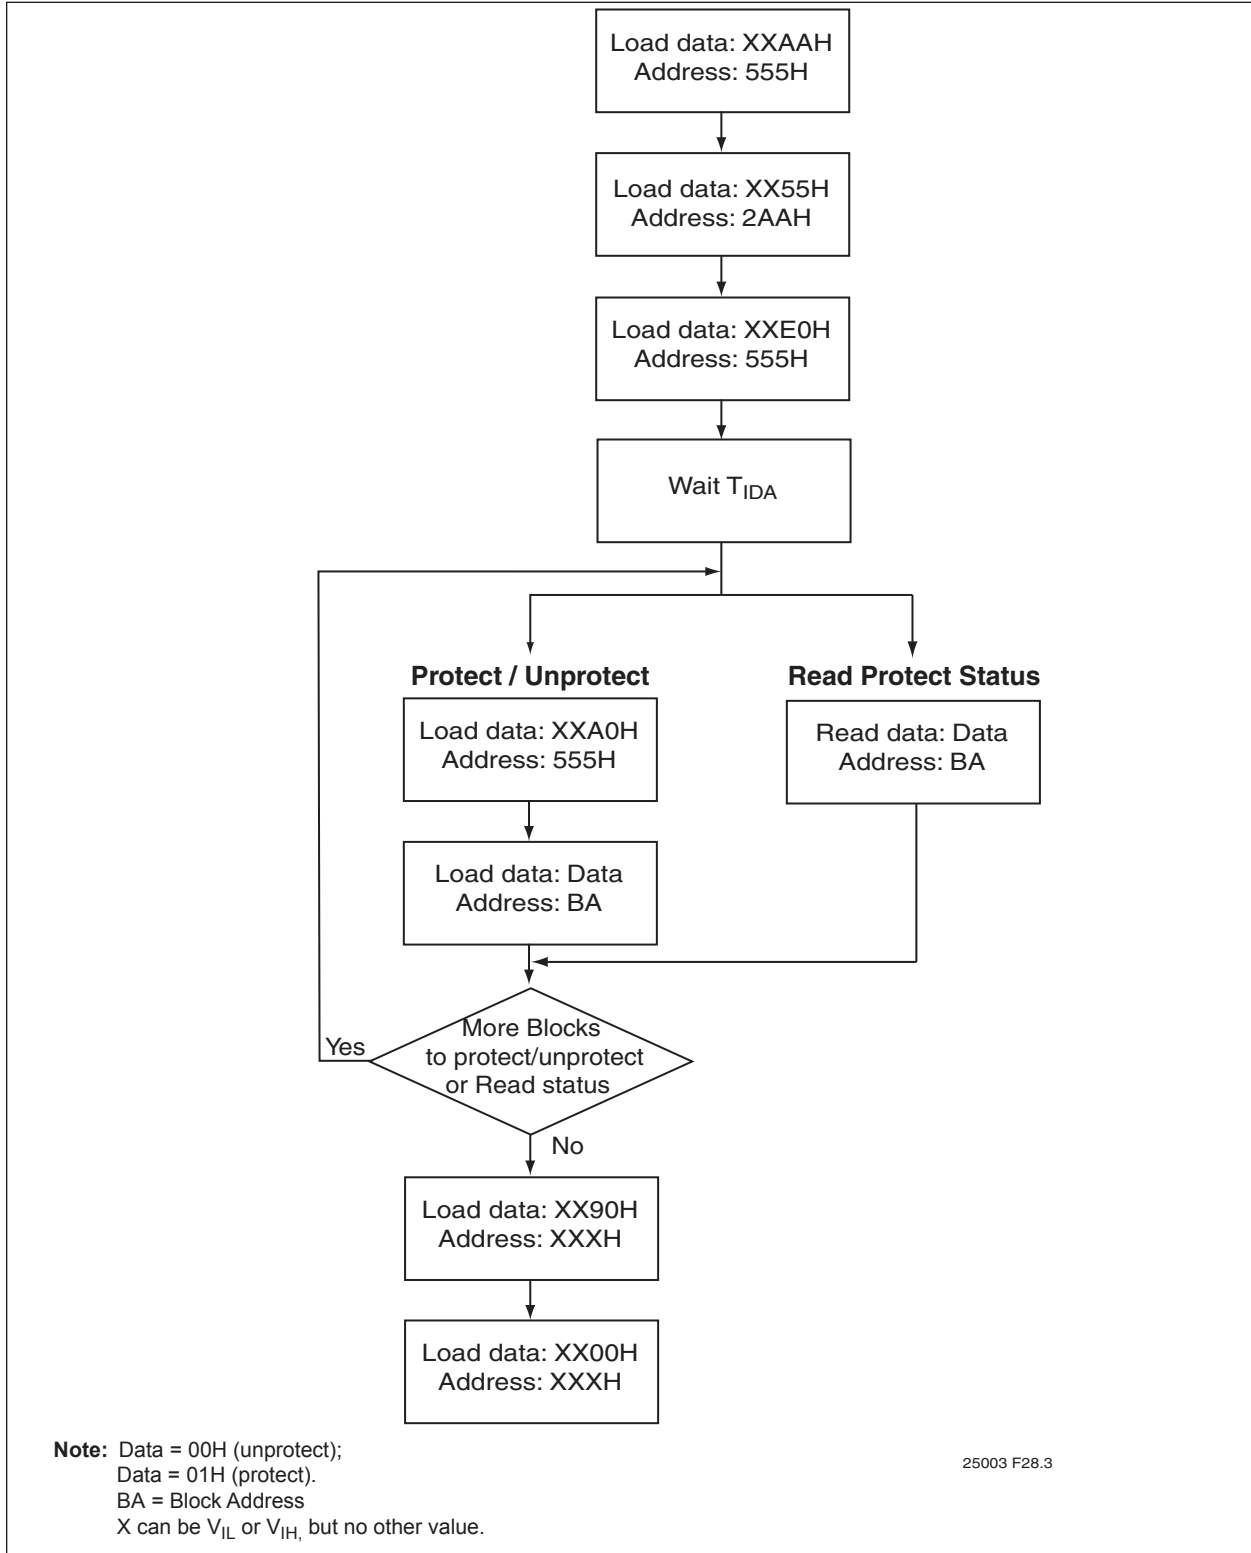 Load data: XXAAH
Address: 555H
Load data: XX55H
Address: 2AAH
Load data: XXE0H
Address: 555H
Wait TIDA
Protect / Unprotect
Load data: XXA0H
Address: 555H
Load data: Data
Address: BA
Read Protect Status
Read data: Data
Address: BA
More Blocks
to protect/unprotect
or Read status
Yes
No
Load data: XX90H
Address: XXXH
Load data: XX00H
Address: XXXH
Note: Data = 00H (unprotect);
Data = 01H (protect).
BA = Block Address
X can be VIL or VIH, but no other value.
25003 F28.3